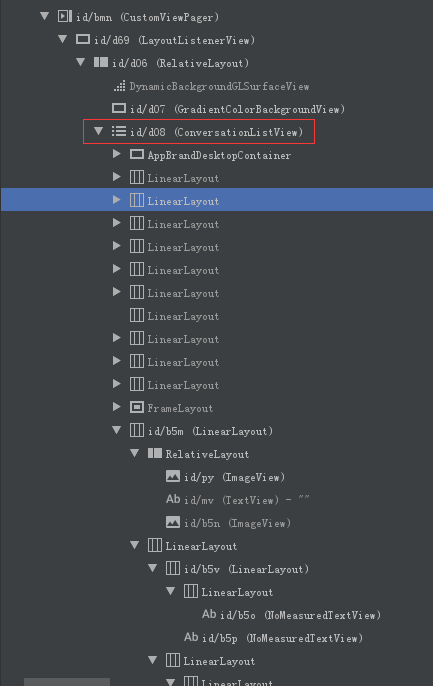 id/bmn (CustomViewPager)
id/d69 (LayoutListenerView)
id/d06 (RelativeLayout)
DynamicBackgroundGLSurfaceView
id/d07 (GradientColorBackgroundView)
id/d08 (ConversationListView)
AppBrandDesktopContainer
LinearLayout
LinearLayout
LinearLayout
LinearLayout
LinearLayout
LinearLayout
LinearLayout
LinearLayout
LinearLayout
LinearLayout
FrameLayout
id/b5m (LinearLayout)
RelativeLayout
id/py (ImageView)
Ab id/mv (TextView) - ""
id/b5n (ImageView)
LinearLayout
id/b5v (LinearLayout)
LinearLayout
Ab id/b5o (NoMeasuredTextView)
Ab id/b5p (NoMeasuredTextView)
LinearLayout
LinearLayout